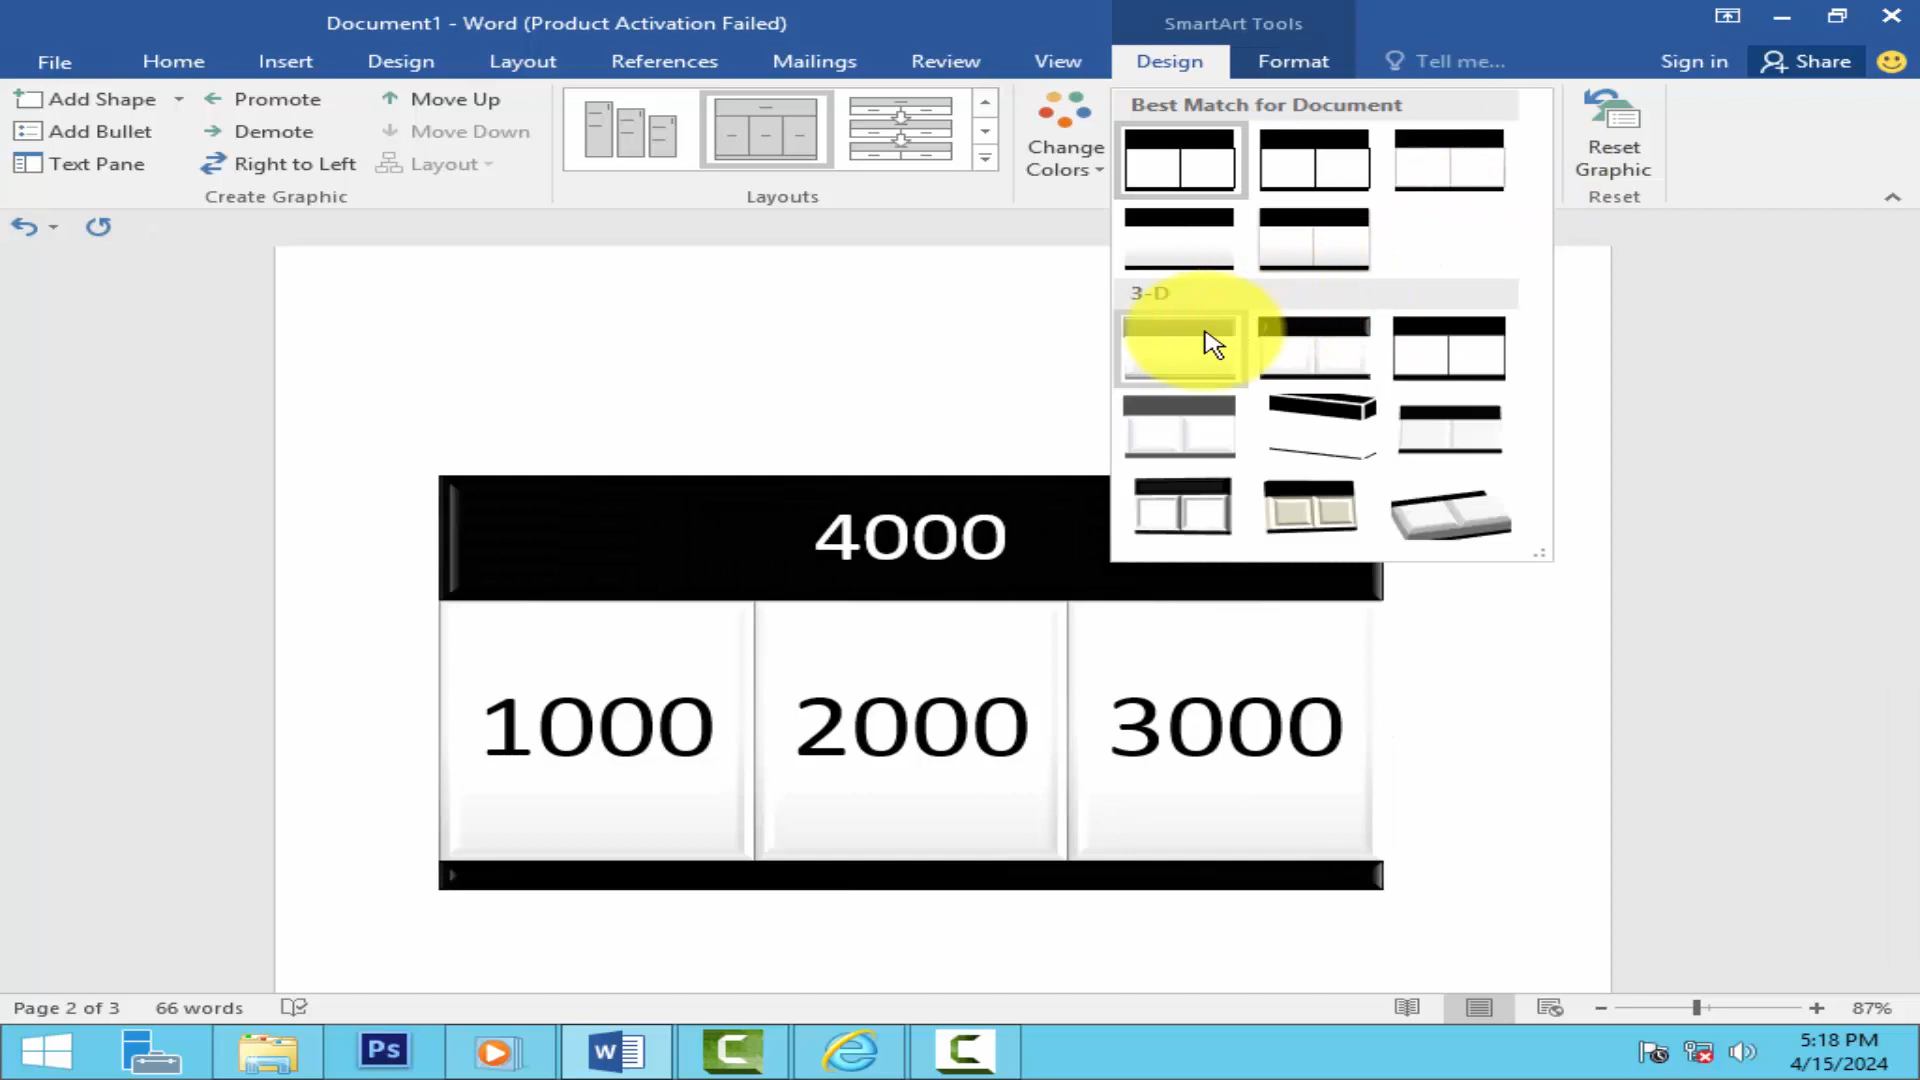 Document1 - Word (Product Activation Failed)
SmartArt Tools
File Home Insert Design Layout References Mailings Review View Design Format Tell me... Sign in Share
Add Shape Promote Move Up
Add Bullet Demote Move Down
Text Pane Right to Left Layout
Create Graphic
Layouts
Change
Colors
Best Match for Document
3-D
Reset
Graphic
Reset
4000
1000 2000 3000
Page 2 of 3 66 words 87%
Ps
W
5:18 PM
4/15/2024